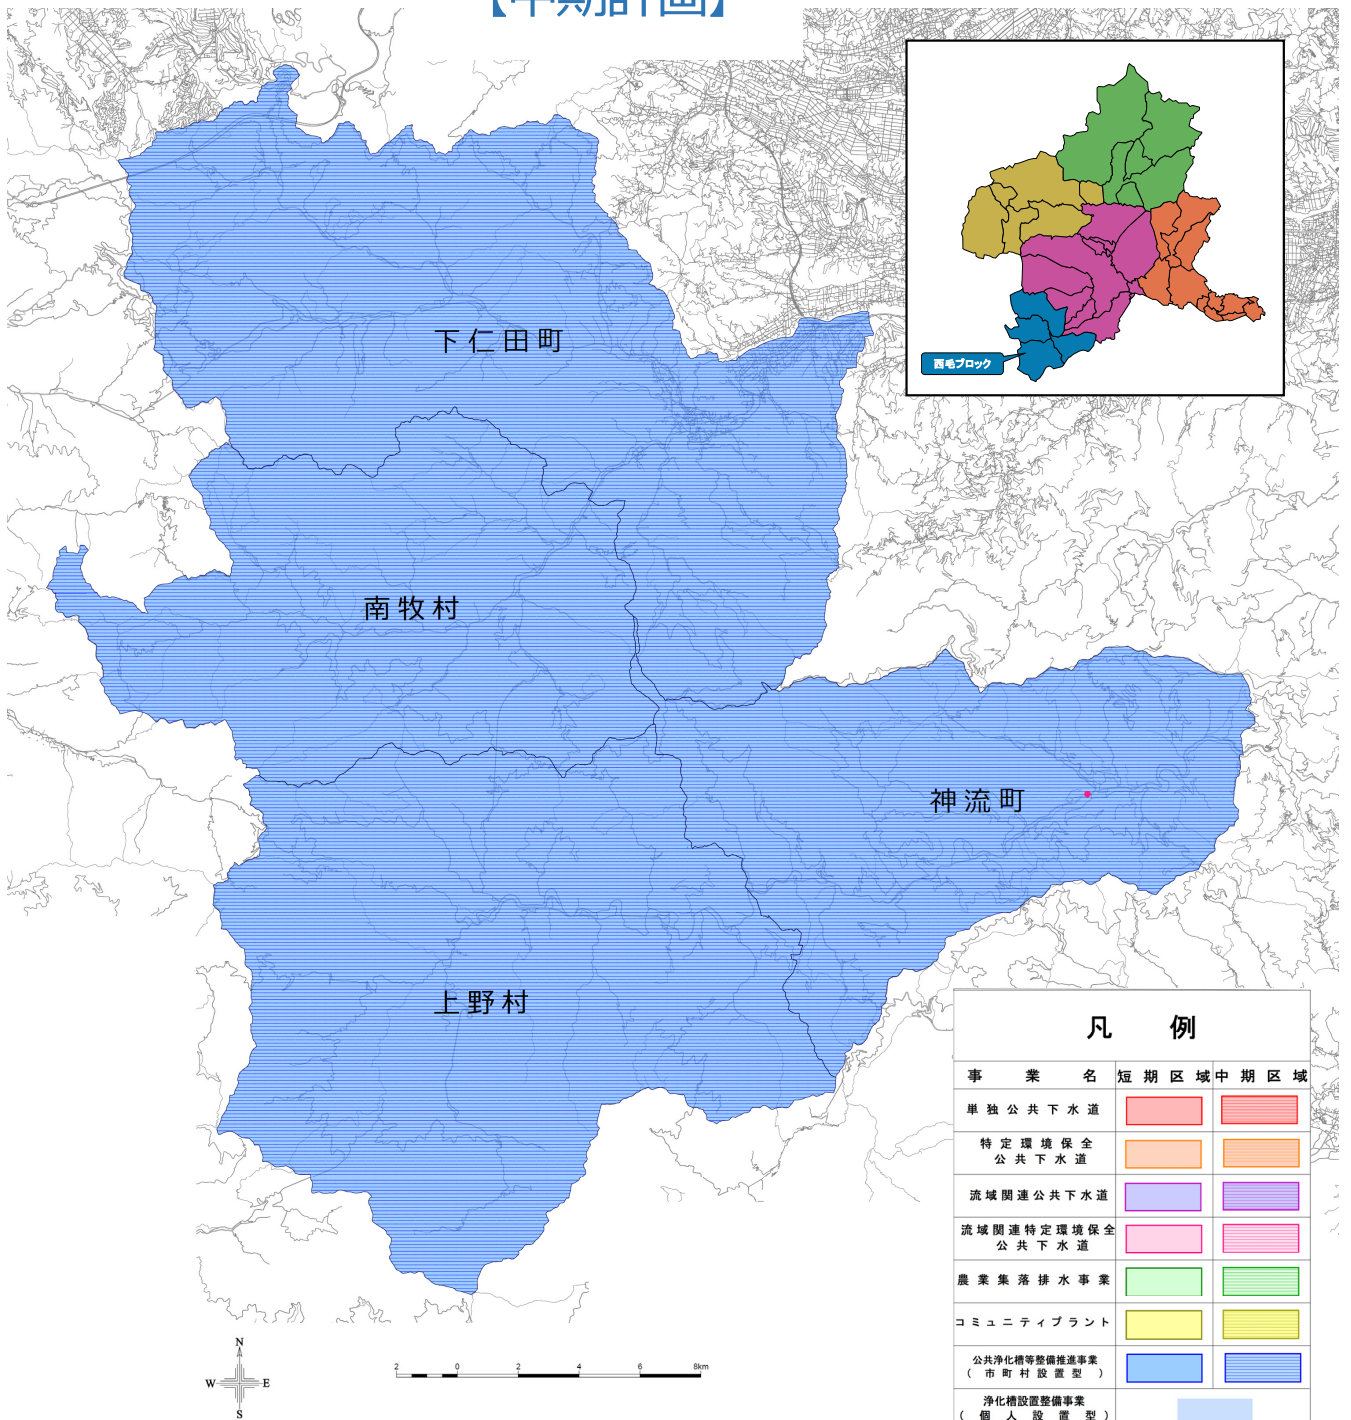 【中期計画】
西毛ブロック
下仁田町
南牧村
神流町
上野村
凡 例
事 業 名 短期区域 中期区域
単独公共下水道
特定環境保全
公共下水道
流域関連公共下水道
流域関連特定環境保全
公共下水道
農業集落排水事業
コミュニティプラント
公共浄化槽等整備推進事業
( 市町村設置型 )
浄化槽設置整備事業
( 個人設置型 )
N
W E
S
2 0 2 4 6 8km